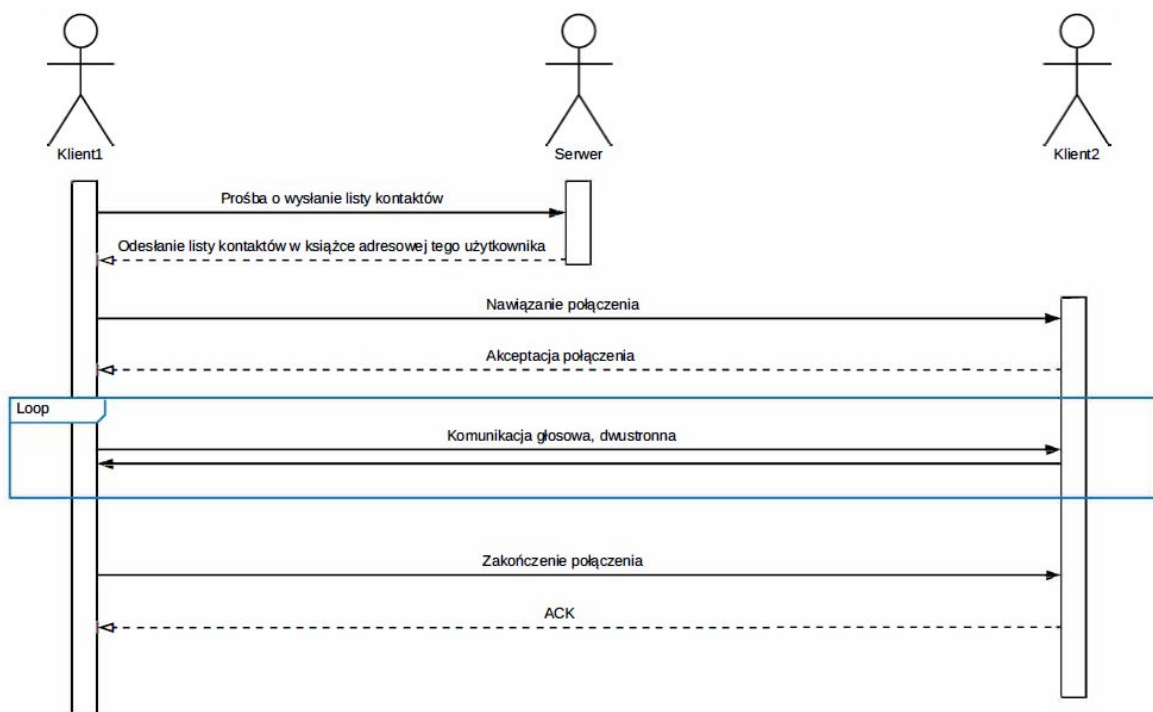 Klient1
Serwer
Klient2
Prośba o wysłanie listy kontaktów
Odesłanie listy kontaktów w książce adresowej tego użytkownika
Nawiązanie połączenia
Akceptacja połączenia
Loop
Komunikacja głosowa, dwustronna
Zakończenie połączenia
ACK